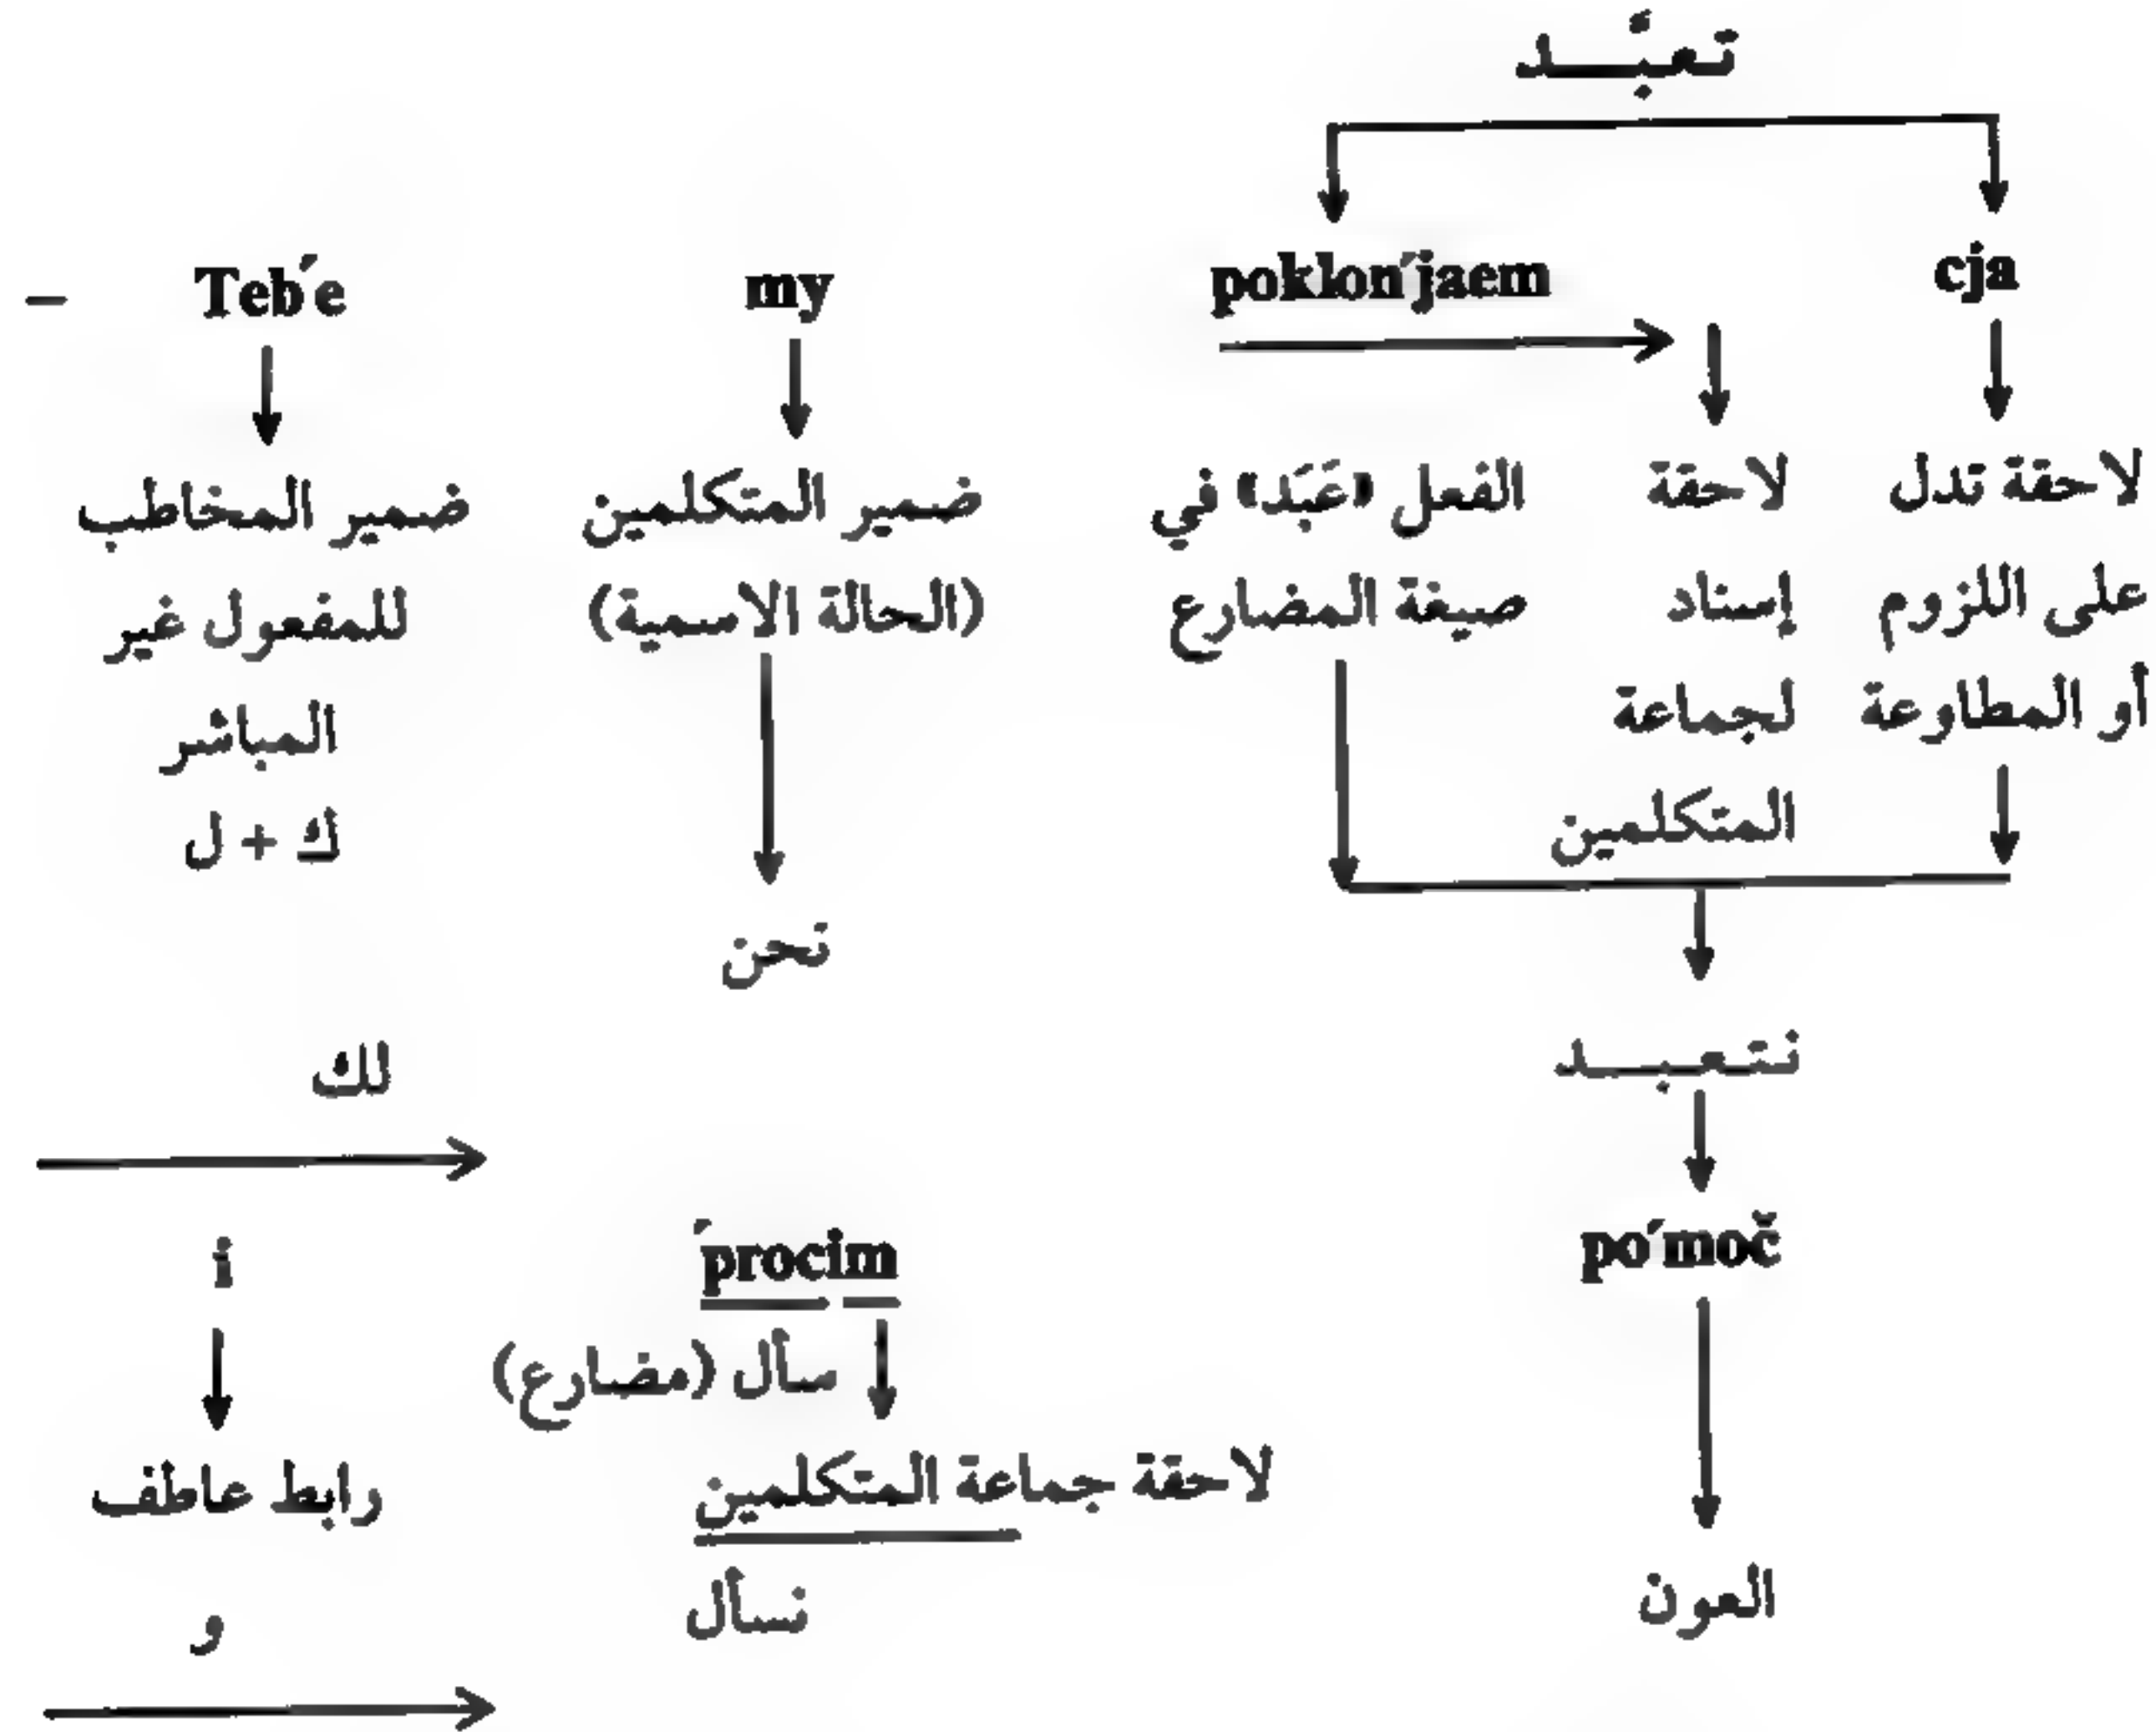 تعبّد
– Teb´e my poklon´jaem cja
ضمير المخاطب ضمير المتكلمين الفعل «عَبَد» في لاحقة لاحقة تدل
للمفعول غير (الحالة الاسمية) صيغة المضارع إسناد على اللزوم
المباشر لجماعة أو المطاوعة
ك + ل المتكلمين
نحن
لك نتعبد
i ´procim po´moč
سأل (مضارع)
رابط عاطف لاحقة جماعة المتكلمين
و نسأل العون